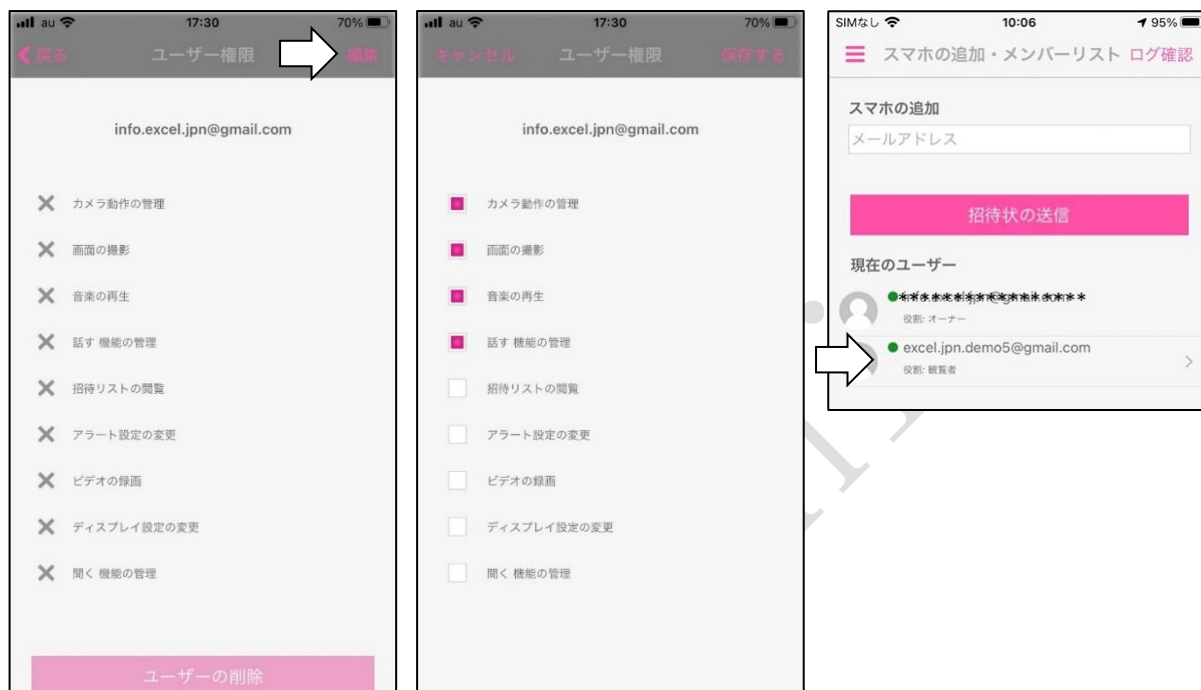 au 17:30 70%
戻る ユーザー権限 編集
info.excel.jpn@gmail.com
カメラ動作の管理
画面の撮影
音楽の再生
話す 機能の管理
招待リストの閲覧
アラート設定の変更
ビデオの録画
ディスプレイ設定の変更
聞く 機能の管理
ユーザーの削除
au 17:30 70%
キャンセル ユーザー権限 保存する
info.excel.jpn@gmail.com
カメラ動作の管理
画面の撮影
音楽の再生
話す 機能の管理
招待リストの閲覧
アラート設定の変更
ビデオの録画
ディスプレイ設定の変更
聞く 機能の管理
SIMなし 10:06 95%
スマホの追加・メンバーリスト ログ確認
スマホの追加
メールアドレス
招待状の送信
現在のユーザー
役割: オーナー
excel.jpn.demo5@gmail.com
役割: 観覧者